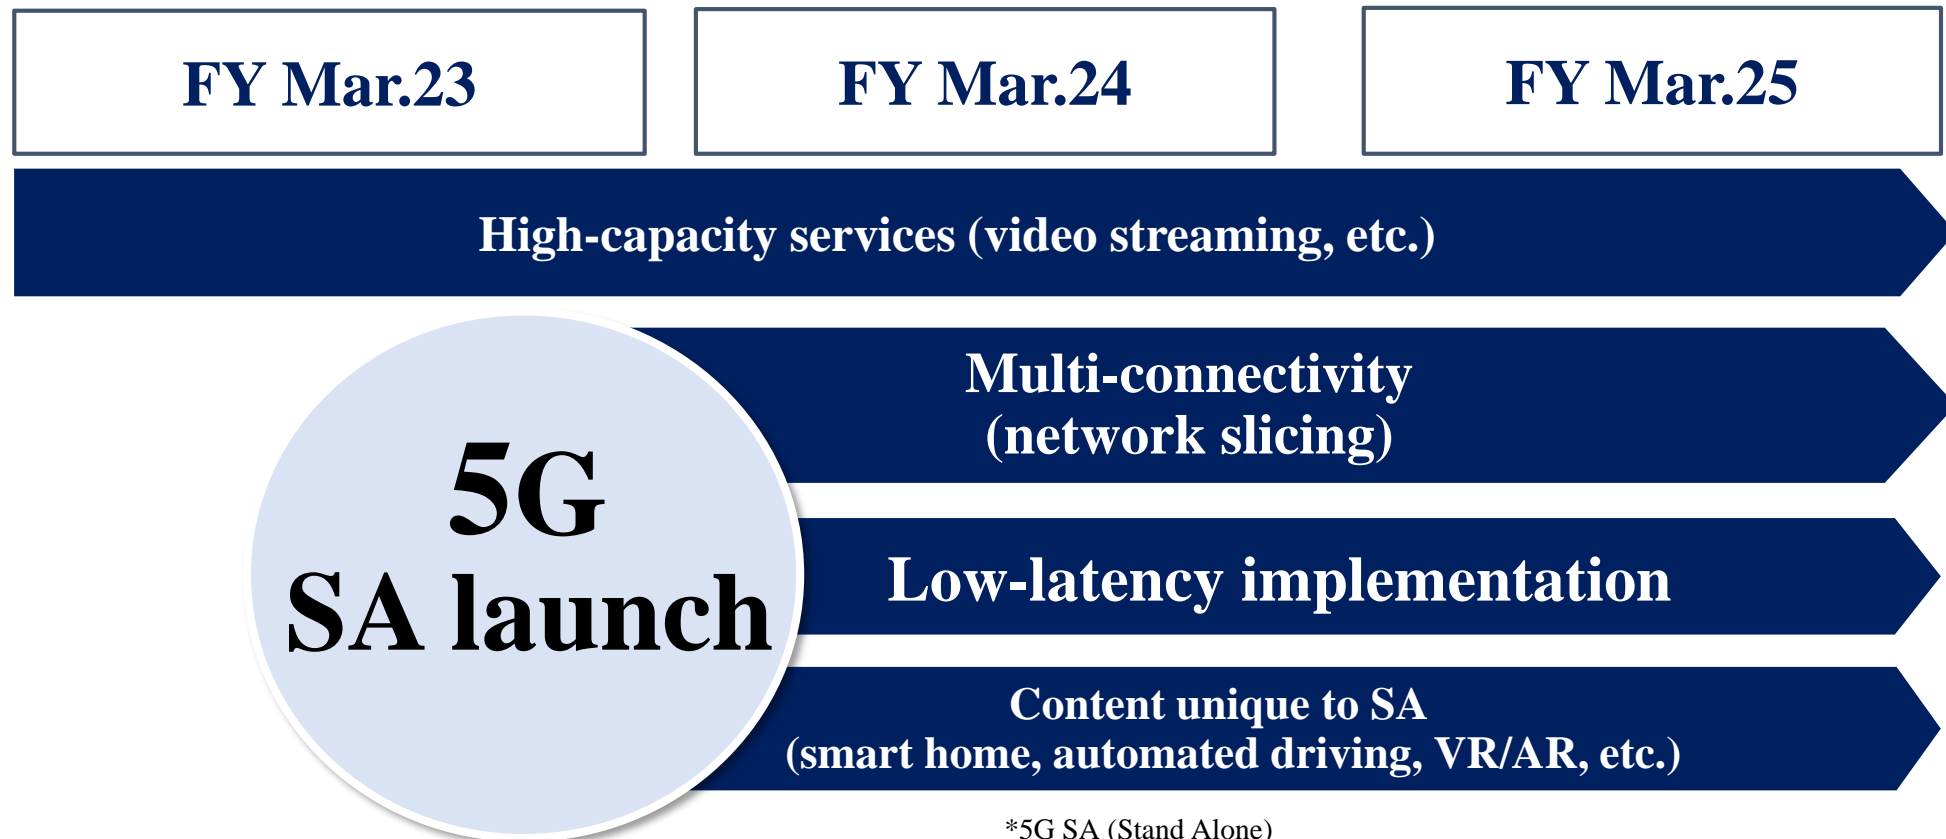 FY Mar.23
FY Mar.24
FY Mar.25
High-capacity services (video streaming, etc.)
5G
SA launch
Multi-connectivity
(network slicing)
Low-latency implementation
Content unique to SA
(smart home, automated driving, VR/AR, etc.)
*5G SA (Stand Alone)